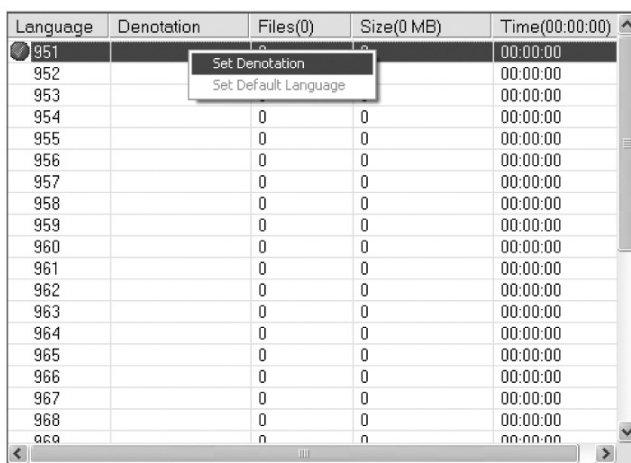 Language Denotation Files(0) Size(0 MB) Time(00:00:00)
951 00:00:00
Set Denotation
952 00:00:00
Set Default Language
953 00:00:00
954 0 0 00:00:00
955 0 0 00:00:00
956 0 0 00:00:00
957 0 0 00:00:00
958 0 0 00:00:00
959 0 0 00:00:00
960 0 0 00:00:00
961 0 0 00:00:00
962 0 0 00:00:00
963 0 0 00:00:00
964 0 0 00:00:00
965 0 0 00:00:00
966 0 0 00:00:00
967 0 0 00:00:00
968 0 0 00:00:00
969 0 0 00:00:00